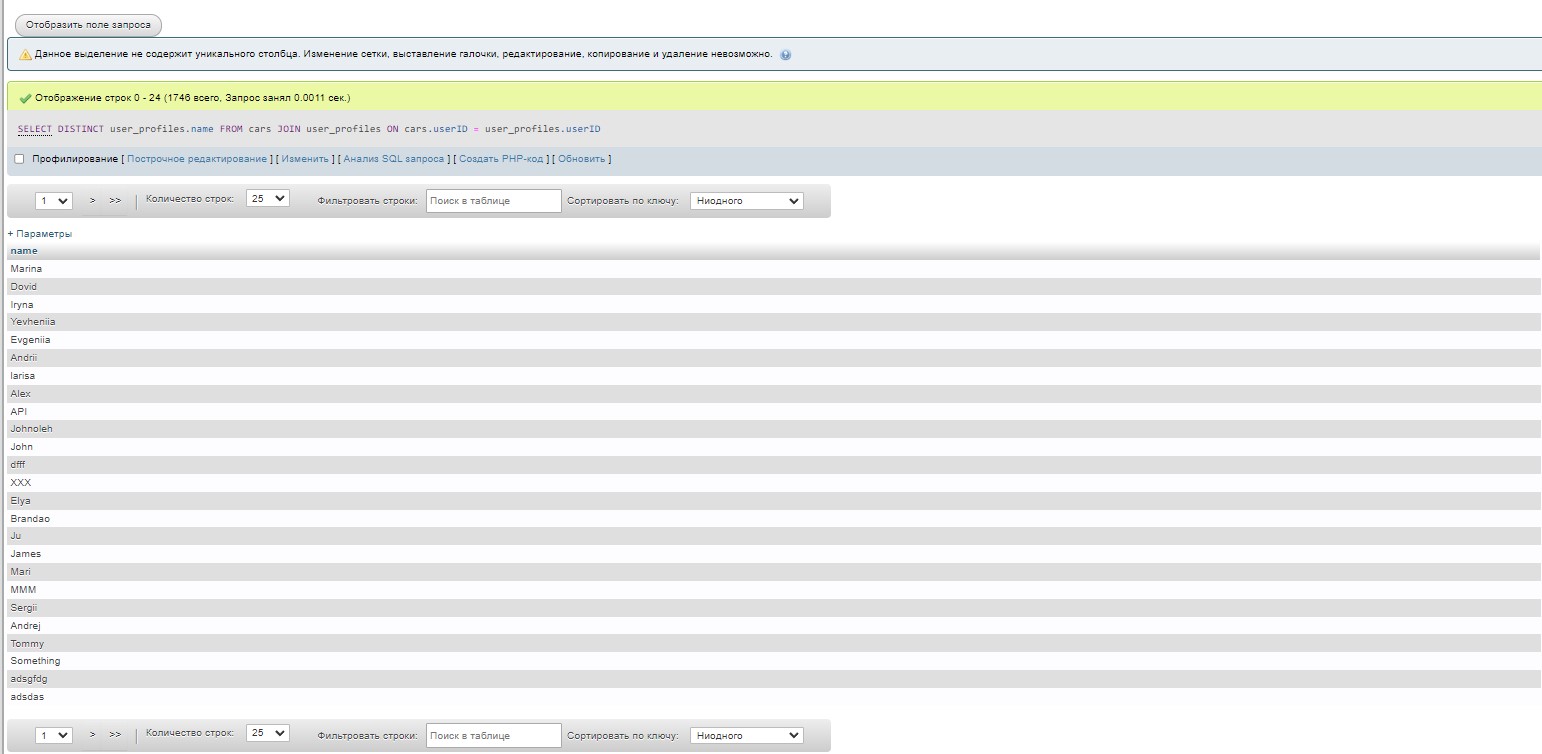 Отобразить поле запроса
Данное выделение не содержит уникального столбца. Изменение сетки, выставление галочки, редактирование, копирование и удаление невозможно.
Отображение строк 0 - 24 (1746 всего, Запрос занял 0.0011 сек.)
SELECT DISTINCT user_profiles.name FROM cars JOIN user_profiles ON cars.userID = user_profiles.userID
Профилирование [ Построчное редактирование ] [ Изменить ] [ Анализ SQL запроса ] [ Создать PHP-код ] [ Обновить ]
1 > >> | Количество строк: 25 Фильтровать строки: Поиск в таблице Сортировать по ключу: Ниодного
+ Параметры
name
Marina
Dovid
Iryna
Yevheniia
Evgeniia
Andrii
larisa
Alex
API
Johnoleh
John
dfff
XXX
Elya
Brandao
Ju
James
Mari
MMM
Sergii
Andrej
Tommy
Something
adsgfdg
adsdas
1 > >> | Количество строк: 25 Фильтровать строки: Поиск в таблице Сортировать по ключу: Ниодного